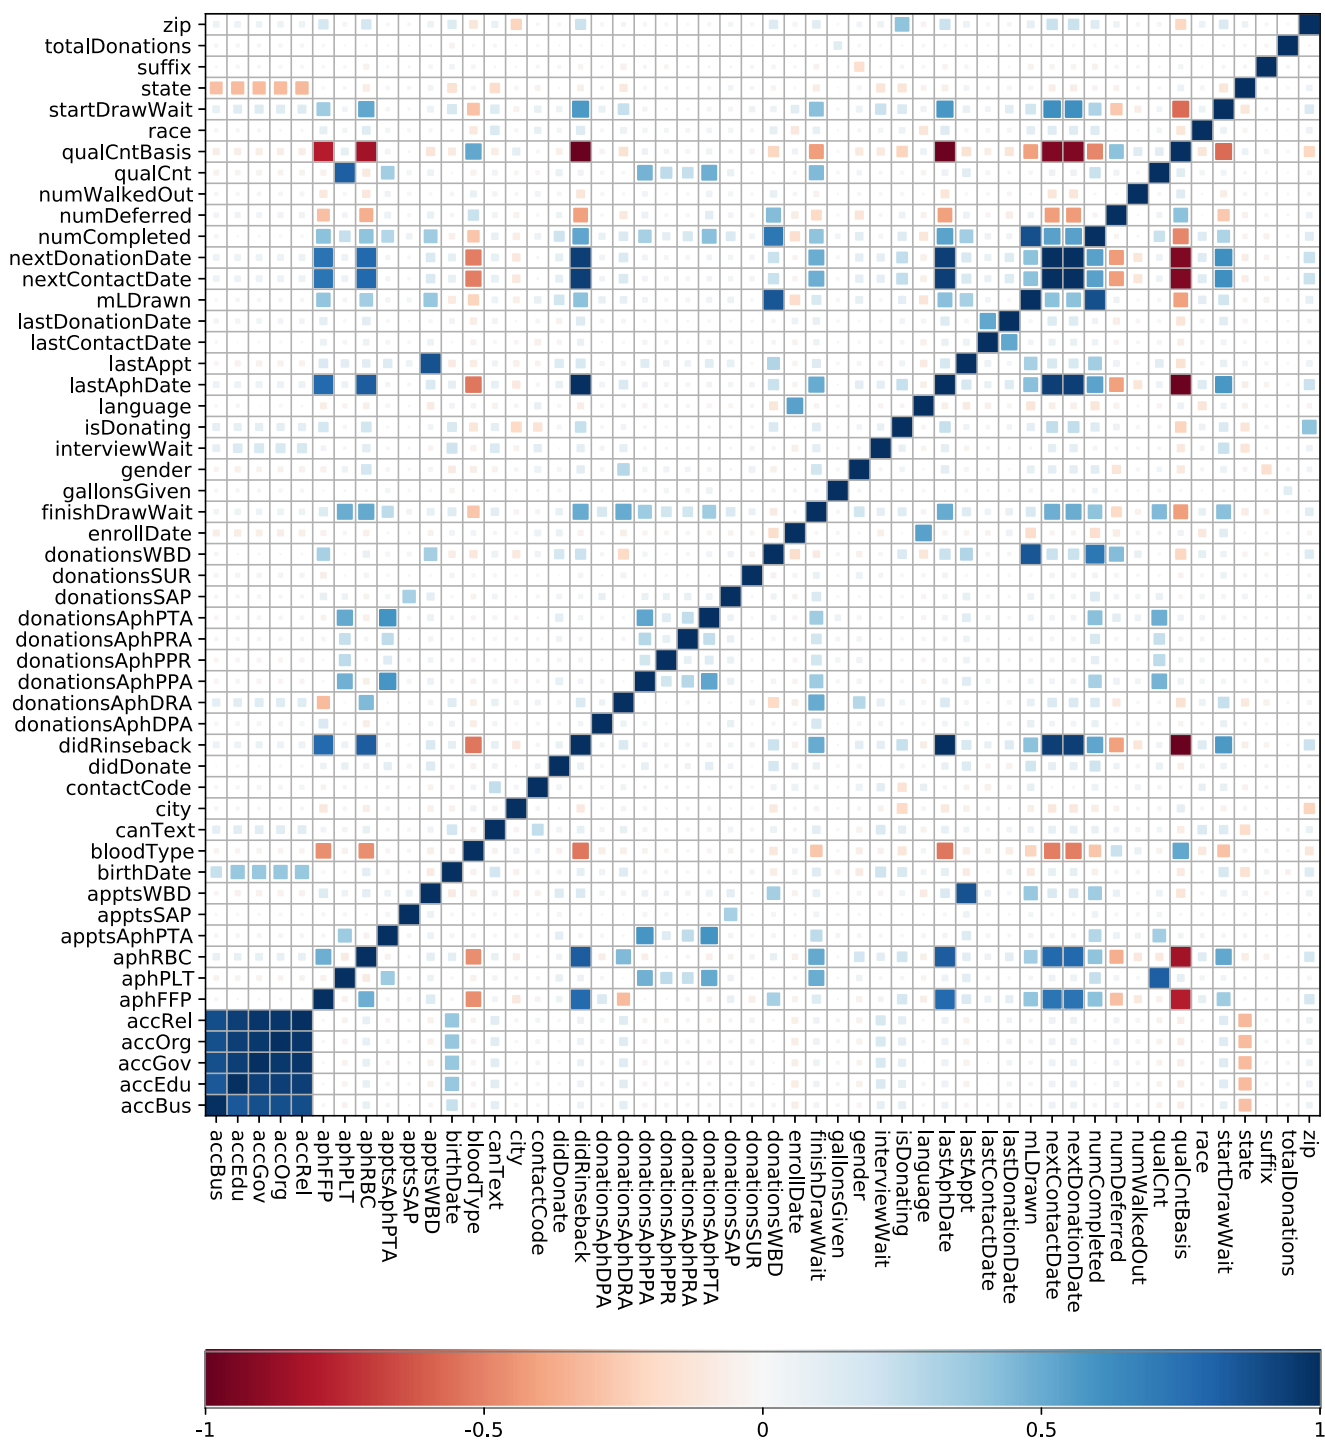 zip
totalDonations
suffix
state
startDrawWait
race
qualCntBasis
qualCnt
numWalkedOut
numDeferred
numCompleted
nextDonationDate
nextContactDate
mLDrawn
lastDonationDate
lastContactDate
lastAppt
lastAphDate
language
isDonating
interviewWait
gender
gallonsGiven
finishDrawWait
enrollDate
donationsWBD
donationsSUR
donationsSAP
donationsAphPTA
donationsAphPRA
donationsAphPPR
donationsAphPPA
donationsAphDRA
donationsAphDPA
didRinseback
didDonate
contactCode
city
canText
bloodType
birthDate
apptsWBD
apptsSAP
apptsAphPTA
aphRBC
aphPLT
aphFFP
accRel
accOrg
accGov
accEdu
accBus
accBus
accEdu
accGov
accOrg
accRel
aphFFP
aphPLT
aphRBC
apptsAphPTA
apptsSAP
apptsWBD
birthDate
bloodType
canText
city
contactCode
didDonate
didRinseback
donationsAphDPA
donationsAphDRA
donationsAphPPA
donationsAphPPR
donationsAphPRA
donationsAphPTA
donationsSAP
donationsSUR
donationsWBD
enrollDate
finishDrawWait
gallonsGiven
gender
interviewWait
isDonating
language
lastAphDate
lastAppt
lastContactDate
lastDonationDate
mLDrawn
nextContactDate
nextDonationDate
numCompleted
numDeferred
numWalkedOut
qualCnt
qualCntBasis
race
startDrawWait
state
suffix
totalDonations
zip
-1 -0.5 0 0.5 1